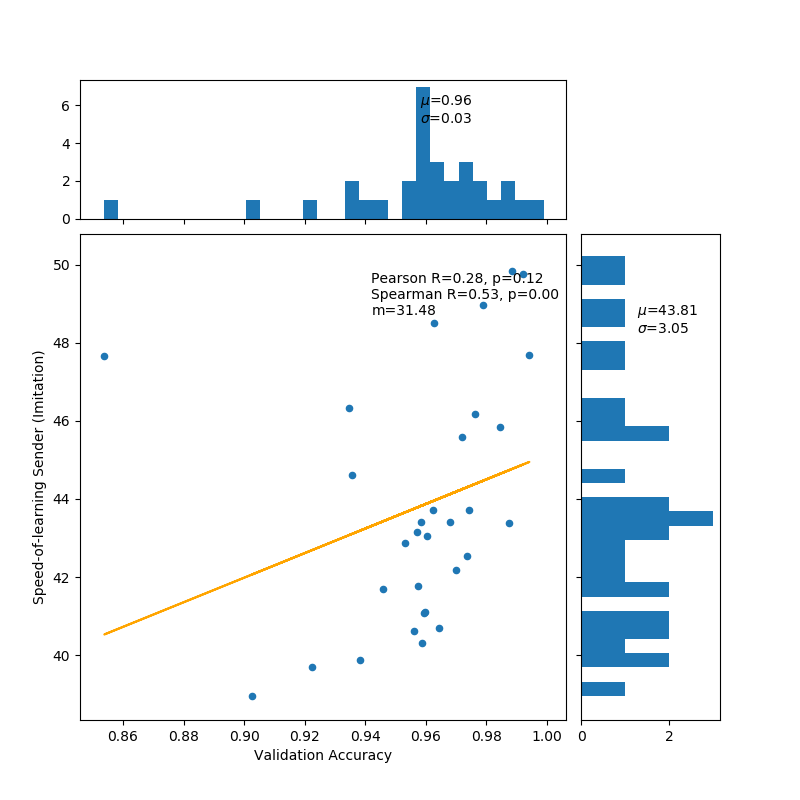 6
4
2
0
μ=0.96
σ=0.03
50
48
46
44
42
40
Speed-of-learning Sender (Imitation)
Pearson R=0.28, p=0.12
Spearman R=0.53, p=0.00
m=31.48
μ=43.81
σ=3.05
0.86 0.88 0.90 0.92 0.94 0.96 0.98 1.00
Validation Accuracy
0 2